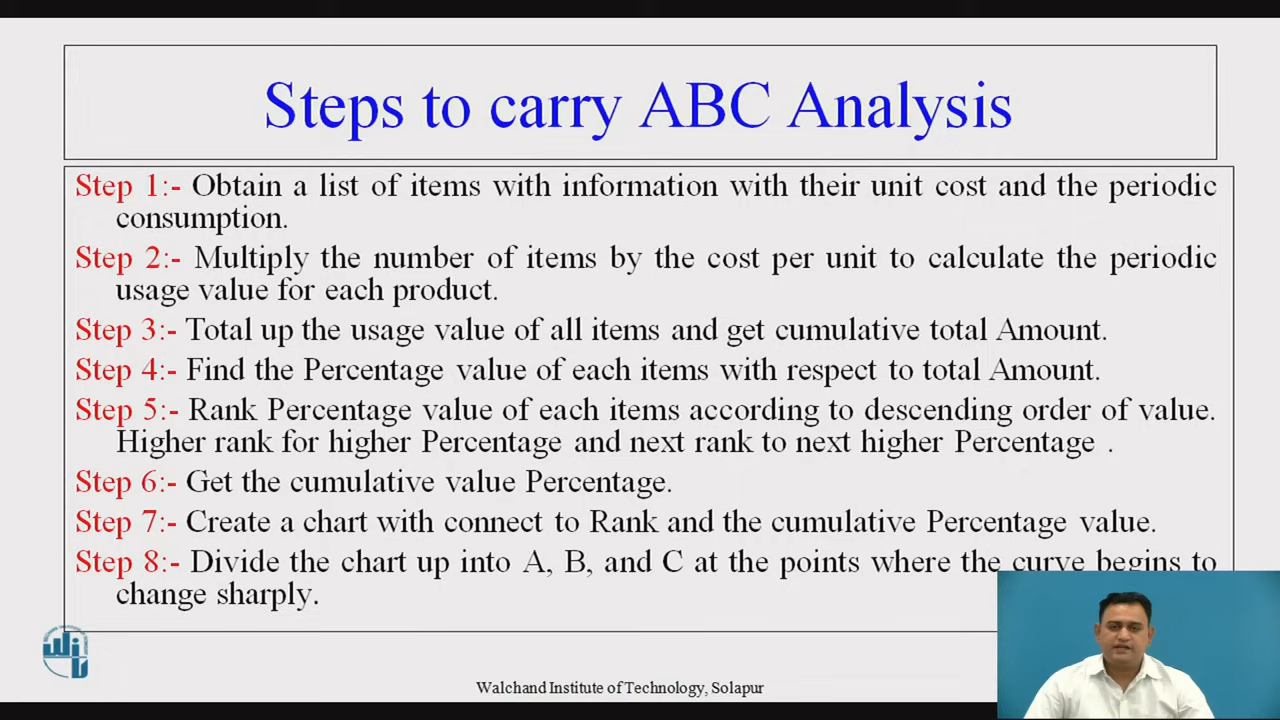 Steps to carry ABC Analysis
Step 1:- Obtain a list of items with information with their unit cost and the periodic
consumption.
Step 2:- Multiply the number of items by the cost per unit to calculate the periodic
usage value for each product.
Step 3:- Total up the usage value of all items and get cumulative total Amount.
Step 4:- Find the Percentage value of each items with respect to total Amount.
Step 5:- Rank Percentage value of each items according to descending order of value.
Higher rank for higher Percentage and next rank to next higher Percentage .
Step 6:- Get the cumulative value Percentage.
Step 7:- Create a chart with connect to Rank and the cumulative Percentage value.
Step 8:- Divide the chart up into A, B, and C at the points where the curve begins to
change sharply.
Walchand Institute of Technology, Solapur